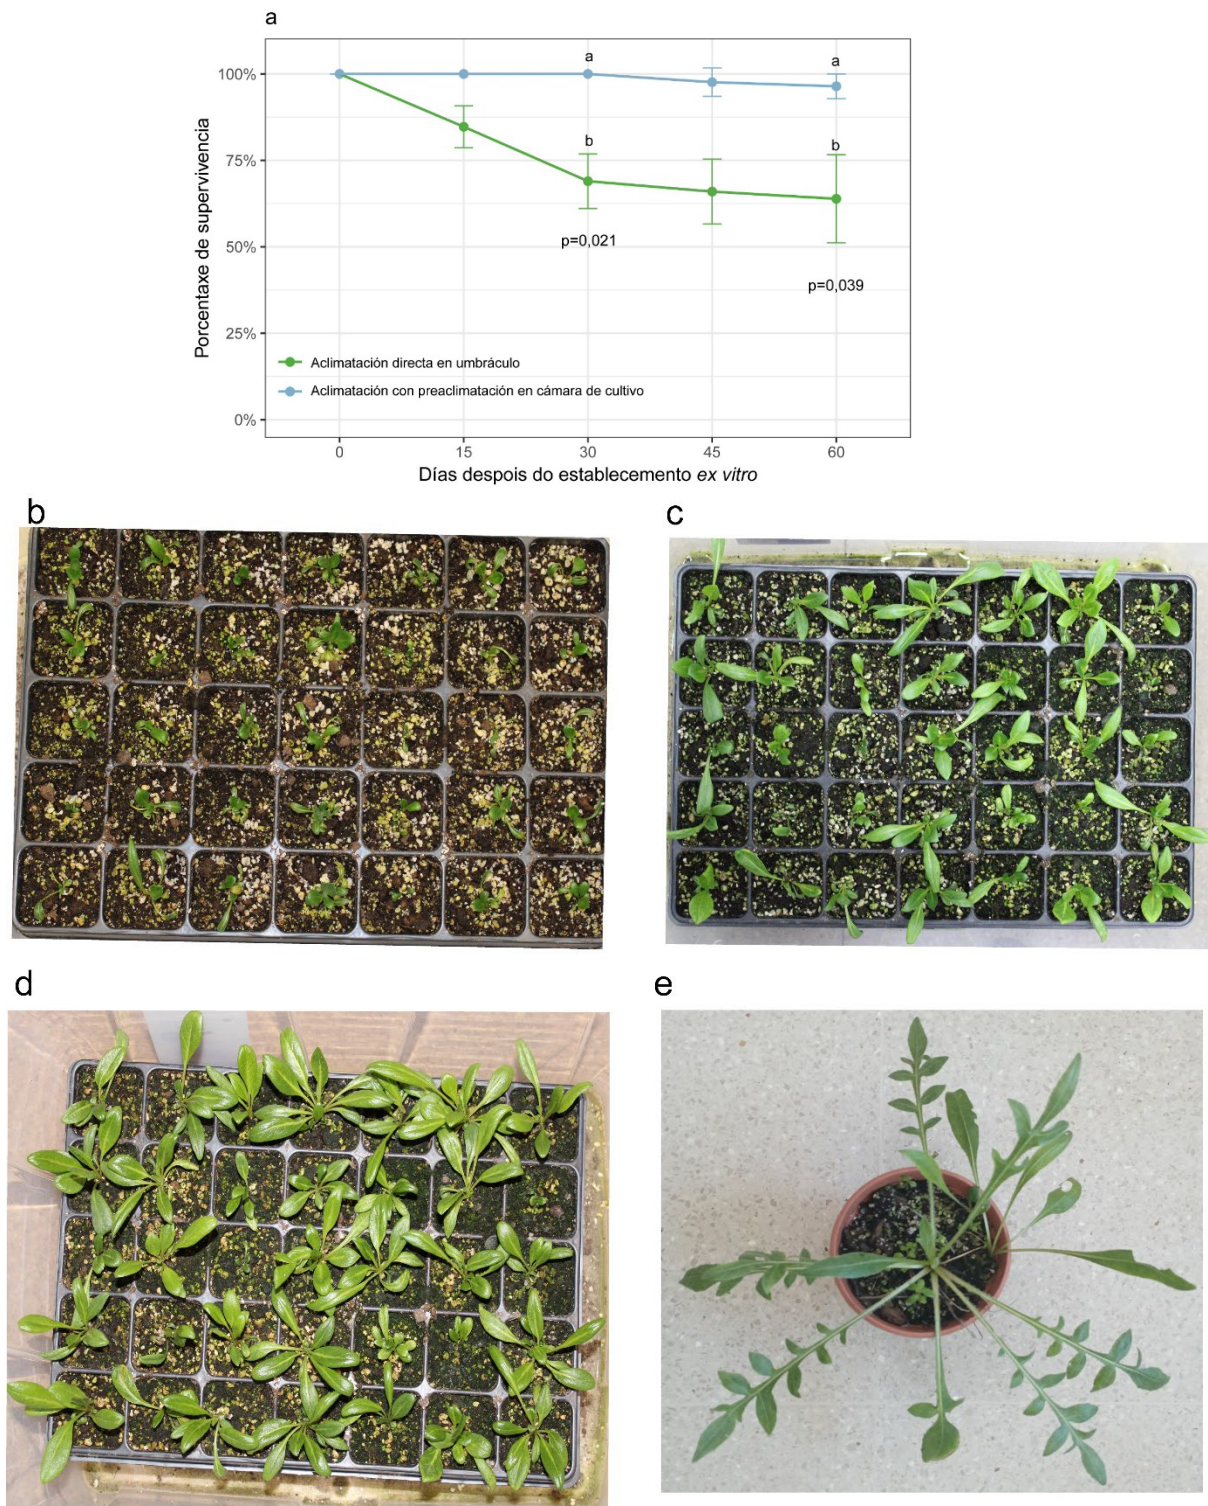 a
Porcentaxe de supervivencia
100%
75%
50%
25%
0%
a
a
b
b
p=0,021
p=0,039
Aclimatación directa en umbráculo
Aclimatación con preaclimatación en cámara de cultivo
0 15 30 45 60
Días despois do establecemento ex vitro
b
c
d
e